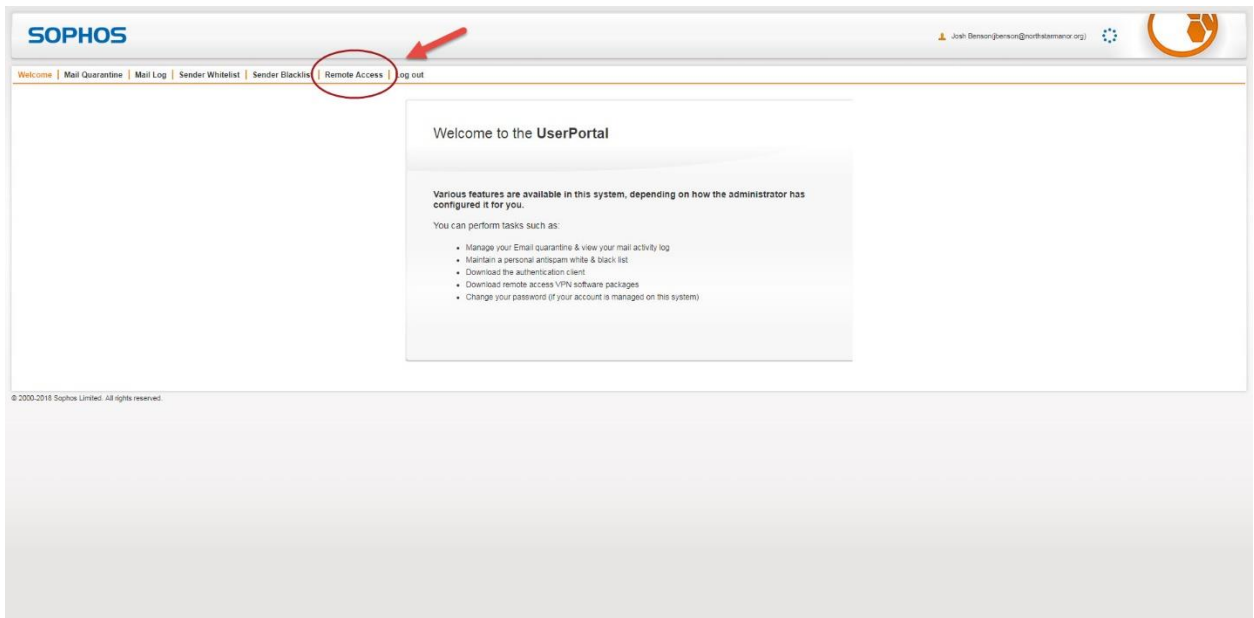 SOPHOS
Josh Benson(jbenson@northstarmanor.org)
Welcome | Mail Quarantine | Mail Log | Sender Whitelist | Sender Blacklist | Remote Access | Log out
Welcome to the UserPortal
Various features are available in this system, depending on how the administrator has
configured it for you.
You can perform tasks such as:
• Manage your Email quarantine & view your mail activity log
• Maintain a personal antispam white & black list
• Download the authentication client
• Download remote access VPN software packages
• Change your password (if your account is managed on this system)
© 2000-2018 Sophos Limited. All rights reserved.